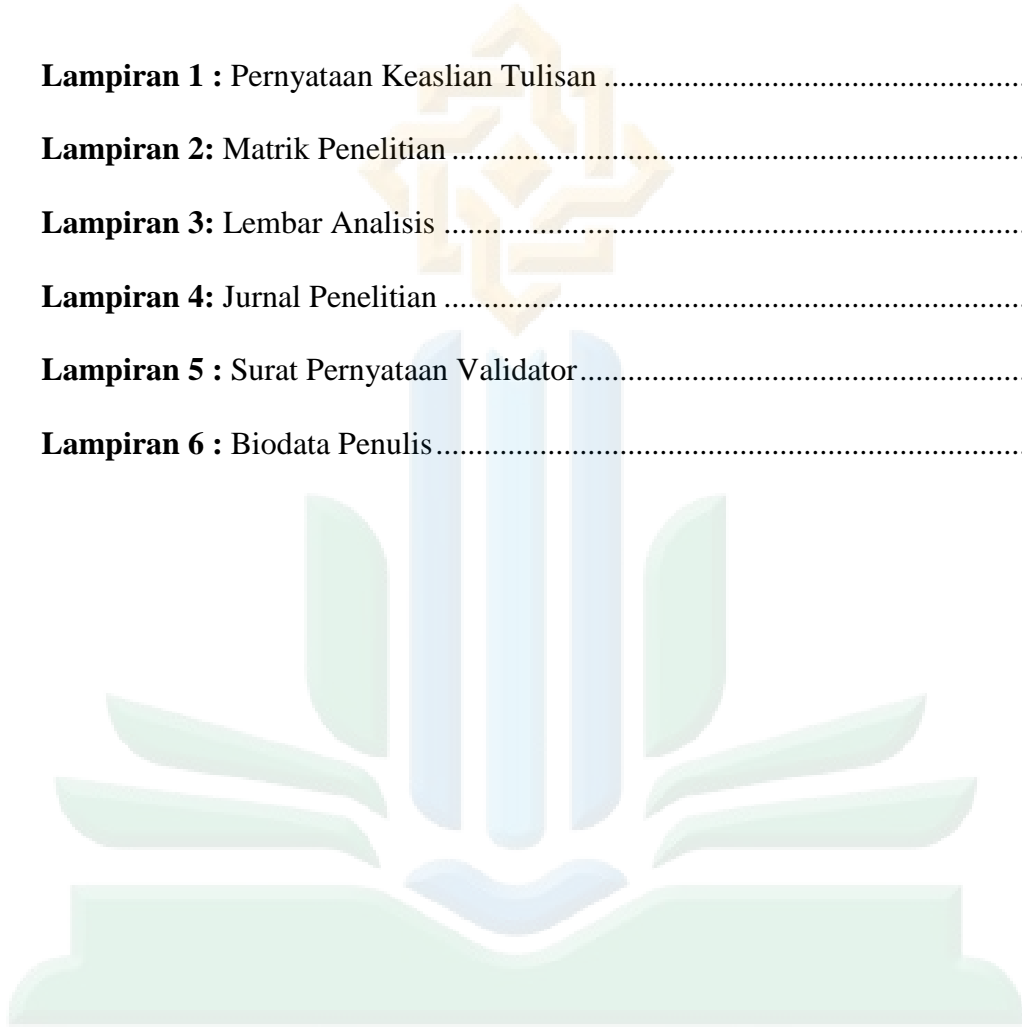 Lampiran 1 : Pernyataan Keaslian Tulisan ....................................................
Lampiran 2: Matrik Penelitian .......................................................................
Lampiran 3: Lembar Analisis ........................................................................
Lampiran 4: Jurnal Penelitian ........................................................................
Lampiran 5 : Surat Pernyataan Validator.......................................................
Lampiran 6 : Biodata Penulis.........................................................................